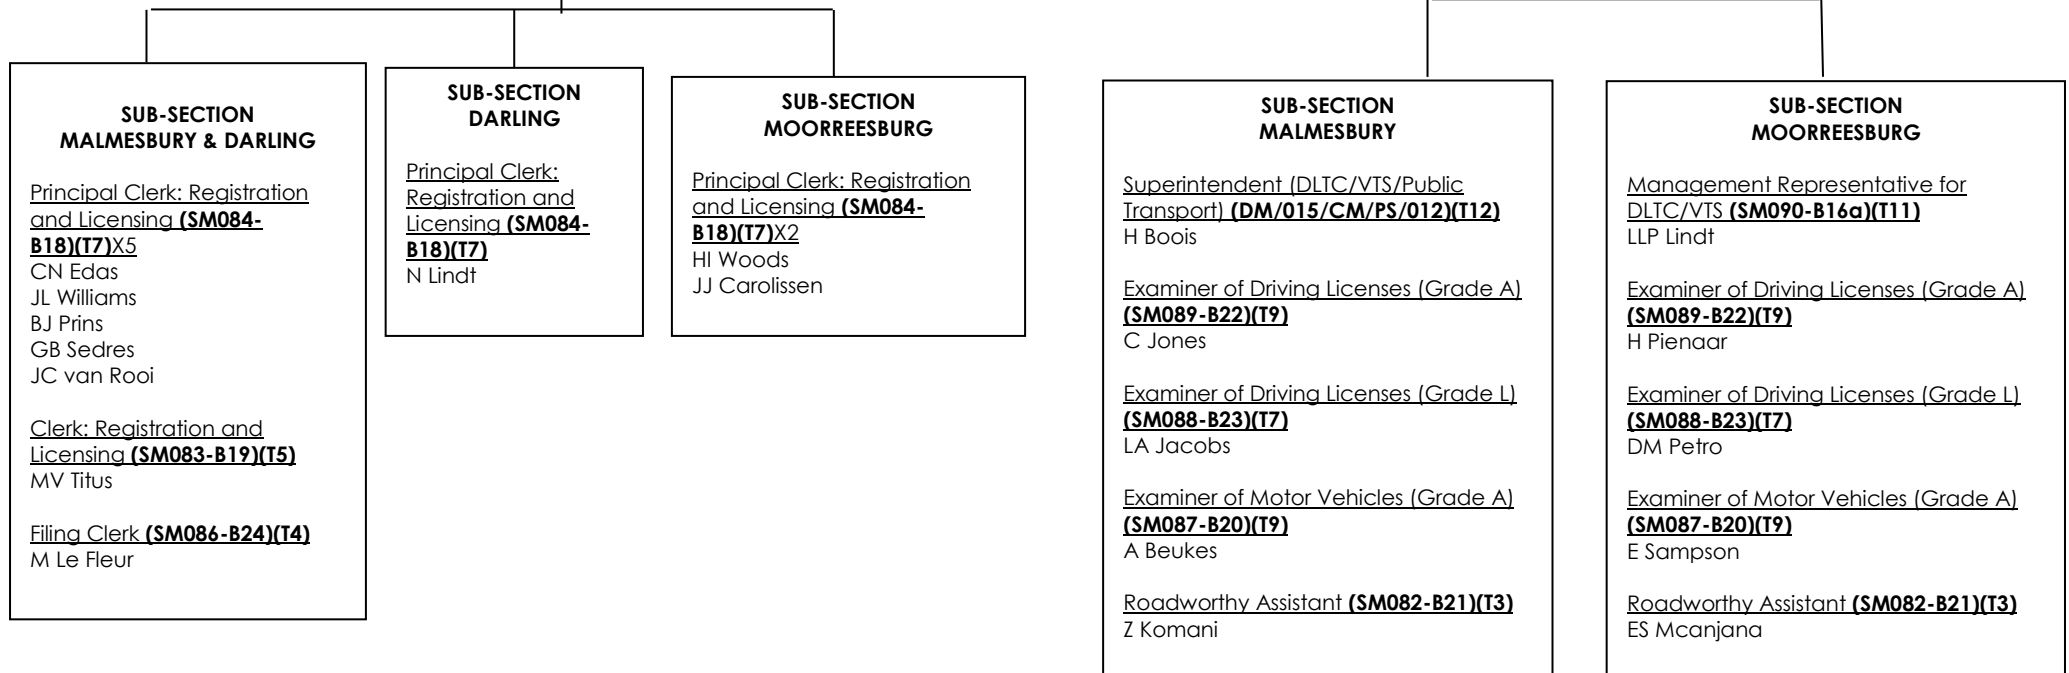 SUB-SECTION
MALMESBURY & DARLING
Principal Clerk: Registration
and Licensing (SM084-
B18)(T7)X5
CN Edas
JL Williams
BJ Prins
GB Sedres
JC van Rooi
Clerk: Registration and
Licensing (SM083-B19)(T5)
MV Titus
Filing Clerk (SM086-B24)(T4)
M Le Fleur
SUB-SECTION
DARLING
Principal Clerk:
Registration and
Licensing (SM084-
B18)(T7)
N Lindt
SUB-SECTION
MOORREESBURG
Principal Clerk: Registration
and Licensing (SM084-
B18)(T7)X2
HI Woods
JJ Carolissen
SUB-SECTION
MALMESBURY
Superintendent (DLTC/VTS/Public
Transport) (DM/015/CM/PS/012)(T12)
H Boois
Examiner of Driving Licenses (Grade A)
(SM089-B22)(T9)
C Jones
Examiner of Driving Licenses (Grade L)
(SM088-B23)(T7)
LA Jacobs
Examiner of Motor Vehicles (Grade A)
(SM087-B20)(T9)
A Beukes
Roadworthy Assistant (SM082-B21)(T3)
Z Komani
SUB-SECTION
MOORREESBURG
Management Representative for
DLTC/VTS (SM090-B16a)(T11)
LLP Lindt
Examiner of Driving Licenses (Grade A)
(SM089-B22)(T9)
H Pienaar
Examiner of Driving Licenses (Grade L)
(SM088-B23)(T7)
DM Petro
Examiner of Motor Vehicles (Grade A)
(SM087-B20)(T9)
E Sampson
Roadworthy Assistant (SM082-B21)(T3)
ES Mcanjana